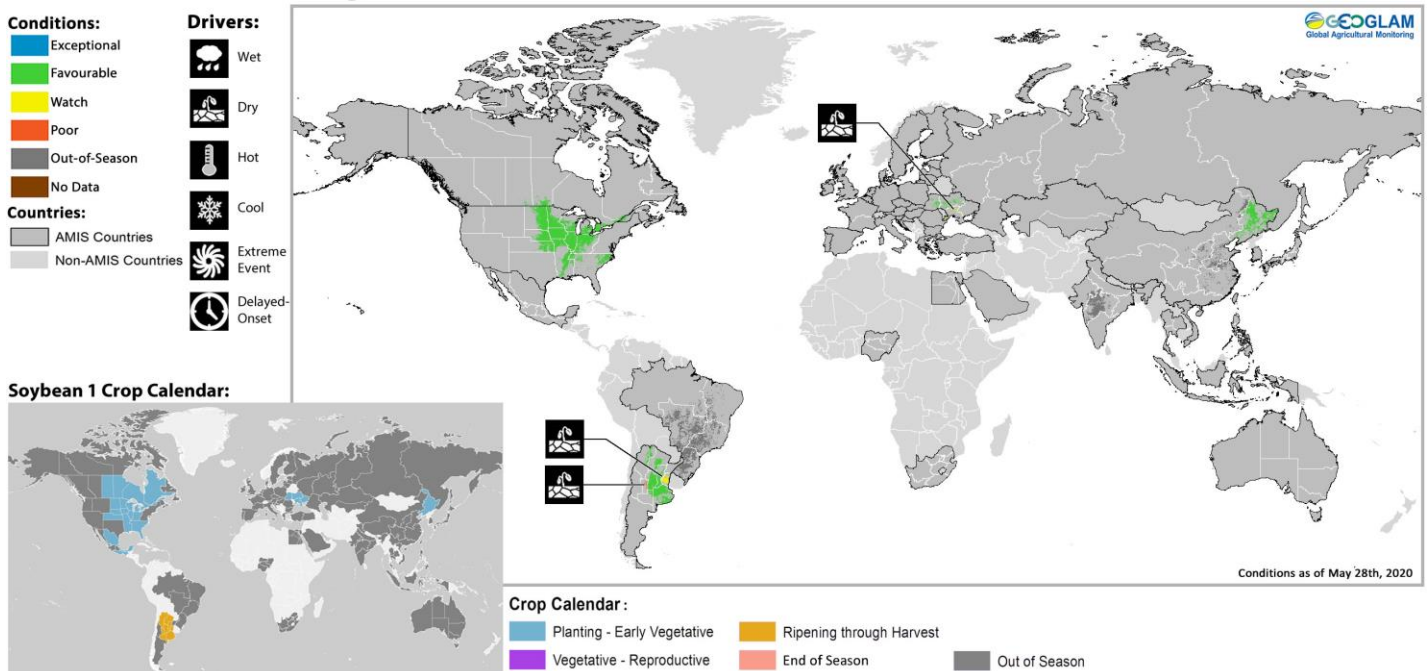 Conditions:
Exceptional
Favourable
Watch
Poor
Out-of-Season
No Data
Countries:
AMIS Countries
Non-AMIS Countries
Drivers:
Wet
Dry
Hot
Cool
Extreme
Event
Delayed-
Onset
GEOGLAM
Global Agricultural Monitoring
Conditions as of May 28th, 2020
Soybean 1 Crop Calendar:
Crop Calendar :
Planting - Early Vegetative
Ripening through Harvest
Vegetative - Reproductive
End of Season
Out of Season